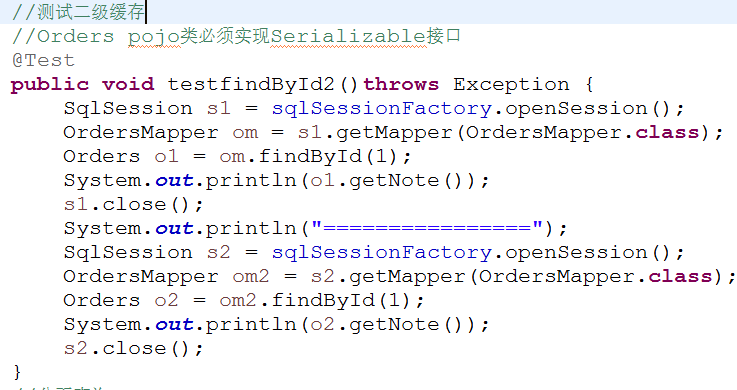 //测试二级缓存
//Orders pojo类必须实现Serializable接口
@Test
public void testfindById2()throws Exception {
SqlSession s1 = sqlSessionFactory.openSession();
OrdersMapper om = s1.getMapper(OrdersMapper.class);
Orders o1 = om.findById(1);
System.out.println(o1.getNote());
s1.close();
System.out.println("================");
SqlSession s2 = sqlSessionFactory.openSession();
OrdersMapper om2 = s2.getMapper(OrdersMapper.class);
Orders o2 = om2.findById(1);
System.out.println(o2.getNote());
s2.close();
}